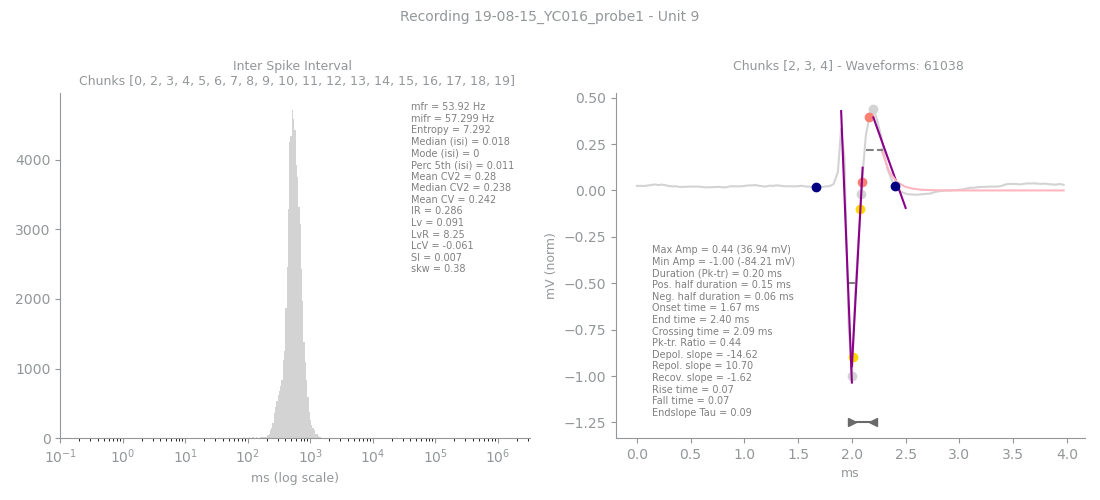 Recording 19-08-15_YC016_probe1 - Unit 9
Inter Spike Interval
Chunks [0, 2, 3, 4, 5, 6, 7, 8, 9, 10, 11, 12, 13, 14, 15, 16, 17, 18, 19]
mfr = 53.92 Hz
mifr = 57.299 Hz
Entropy = 7.292
Median (isi) = 0.018
Mode (isi) = 0
Perc 5th (isi) = 0.011
Mean CV2 = 0.28
Median CV2 = 0.238
Mean CV = 0.242
IR = 0.286
Lv = 0.091
LvR = 8.25
LcV = -0.061
SI = 0.007
skw = 0.38
4000
3000
2000
1000
0
10⁻¹ 10⁰ 10¹ 10² 10³ 10⁴ 10⁵ 10⁶
ms (log scale)
Chunks [2, 3, 4] - Waveforms: 61038
mV (norm)
0.50
0.25
0.00
−0.25
−0.50
−0.75
−1.00
−1.25
Max Amp = 0.44 (36.94 mV)
Min Amp = -1.00 (-84.21 mV)
Duration (Pk-tr) = 0.20 ms
Pos. half duration = 0.15 ms
Neg. half duration = 0.06 ms
Onset time = 1.67 ms
End time = 2.40 ms
Crossing time = 2.09 ms
Pk-tr. Ratio = 0.44
Depol. slope = -14.62
Repol. slope = 10.70
Recov. slope = -1.62
Rise time = 0.07
Fall time = 0.07
Endslope Tau = 0.09
0.0 0.5 1.0 1.5 2.0 2.5 3.0 3.5 4.0
ms